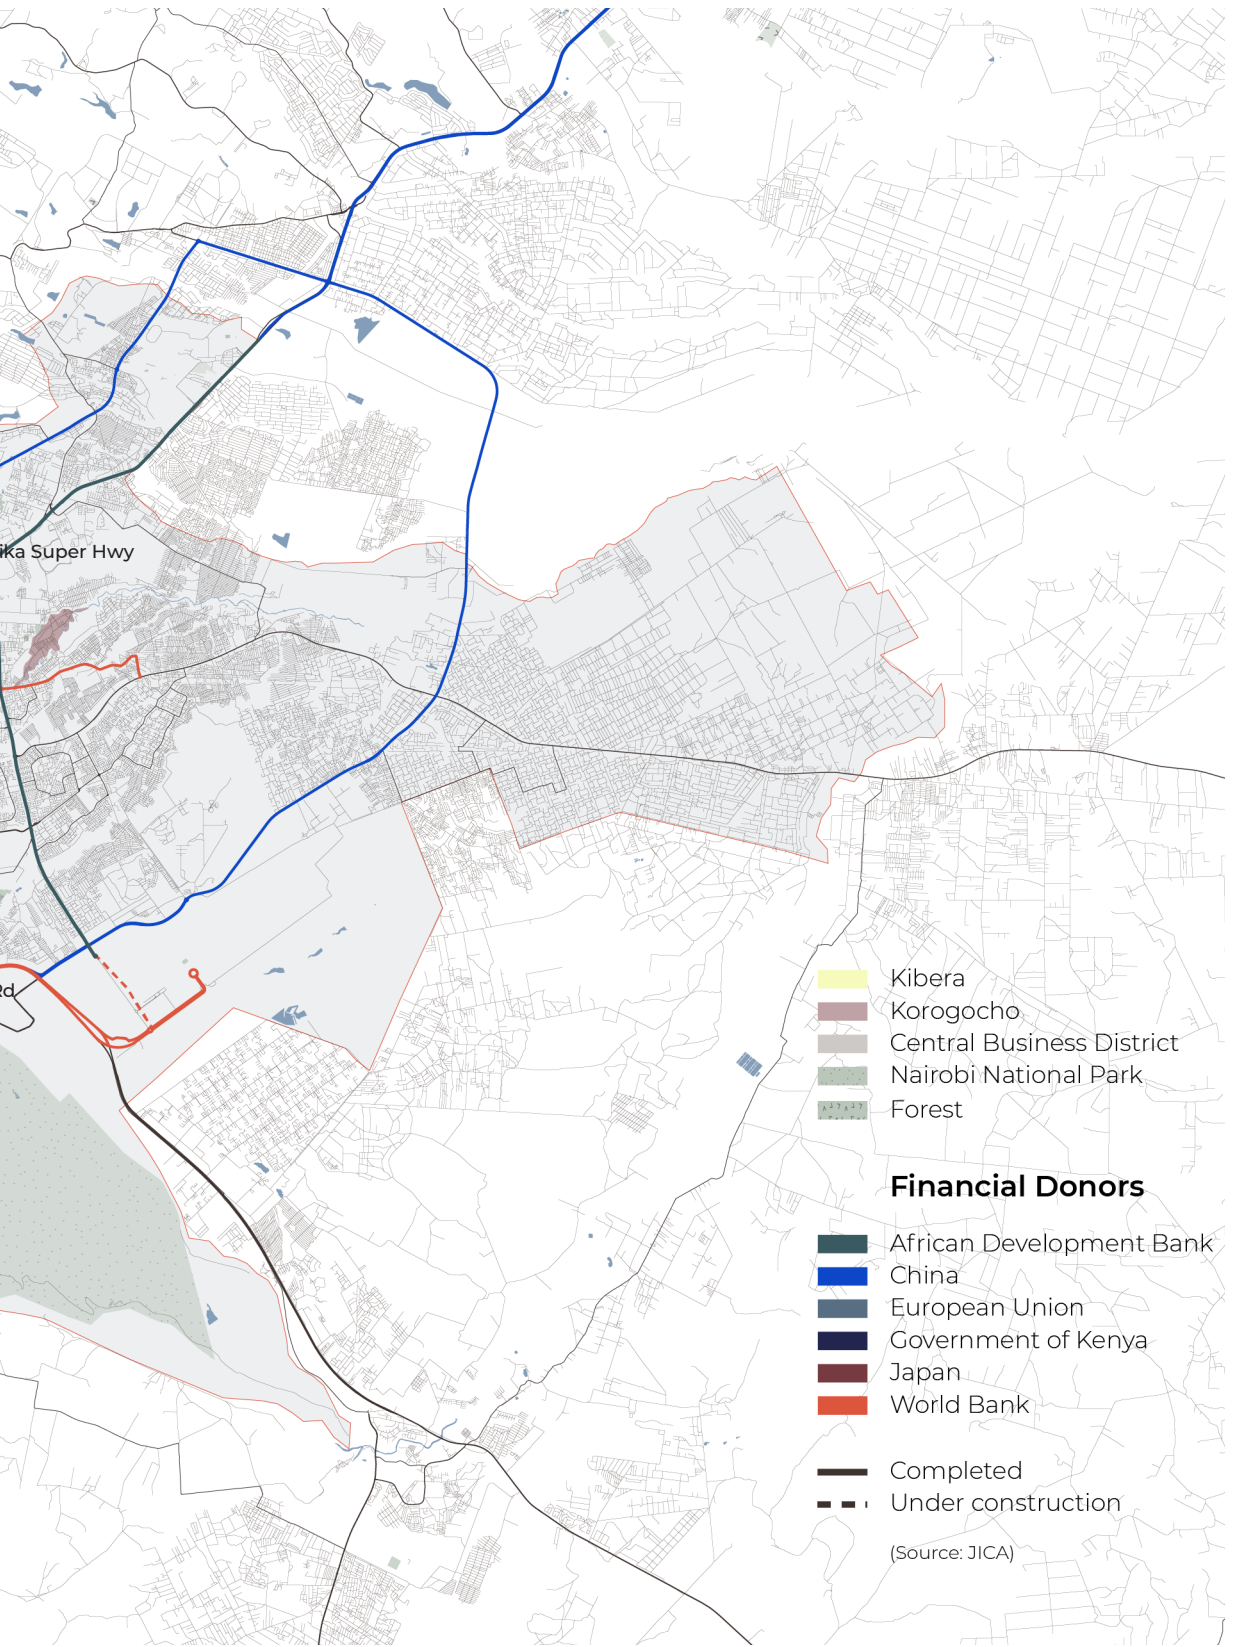 ika Super Hwy
Rd
Kibera
Korogocho
Central Business District
Nairobi National Park
Forest
Financial Donors
African Development Bank
China
European Union
Government of Kenya
Japan
World Bank
Completed
Under construction
(Source: JICA)